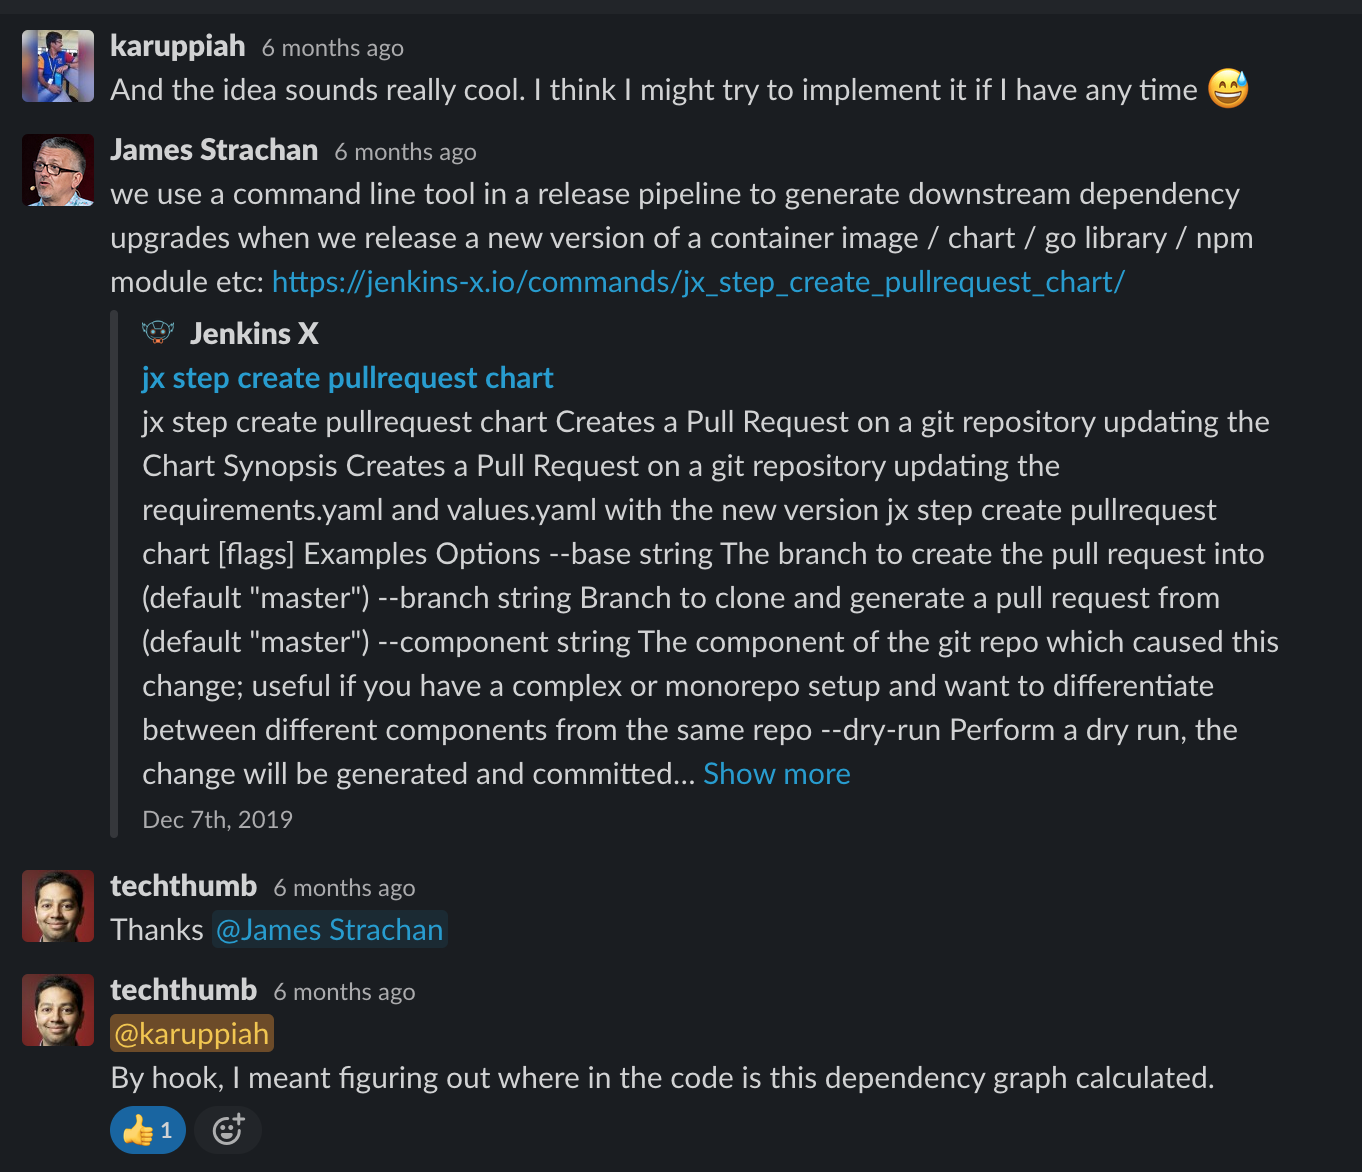 karuppiah 6 months ago
And the idea sounds really cool. I think I might try to implement it if I have any time 😅
James Strachan 6 months ago
we use a command line tool in a release pipeline to generate downstream dependency
upgrades when we release a new version of a container image / chart / go library / npm
module etc: https://jenkins-x.io/commands/jx_step_create_pullrequest_chart/
Jenkins X
jx step create pullrequest chart
jx step create pullrequest chart Creates a Pull Request on a git repository updating the
Chart Synopsis Creates a Pull Request on a git repository updating the
requirements.yaml and values.yaml with the new version jx step create pullrequest
chart [flags] Examples Options --base string The branch to create the pull request into
(default "master") --branch string Branch to clone and generate a pull request from
(default "master") --component string The component of the git repo which caused this
change; useful if you have a complex or monorepo setup and want to differentiate
between different components from the same repo --dry-run Perform a dry run, the
change will be generated and committed... Show more
Dec 7th, 2019
techthumb 6 months ago
Thanks @James Strachan
techthumb 6 months ago
@karuppiah
By hook, I meant figuring out where in the code is this dependency graph calculated.
👍 1